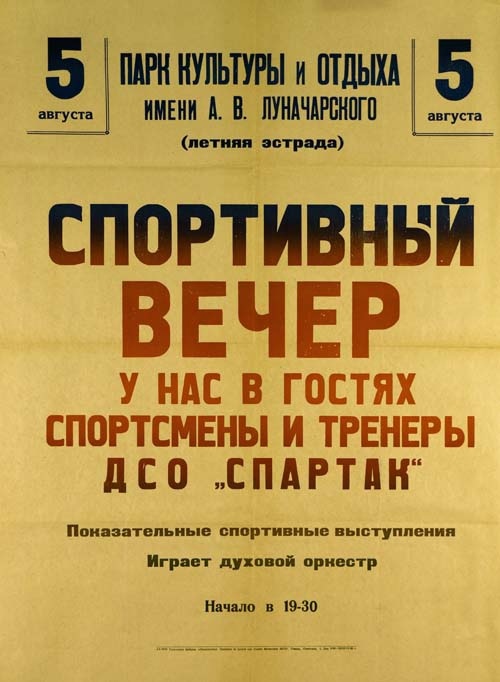 5
августа
ПАРК КУЛЬТУРЫ и ОТДЫХА
ИМЕНИ А. В. ЛУНАЧАРСКОГО
(летняя эстрада)
5
августа
СПОРТИВНЫЙ
ВЕЧЕР
У НАС В ГОСТЯХ
СПОРТСМЕНЫ И ТРЕНЕРЫ
ДСО „СПАРТАК“
Показательные спортивные выступления
Играет духовой оркестр
Начало в 19-30